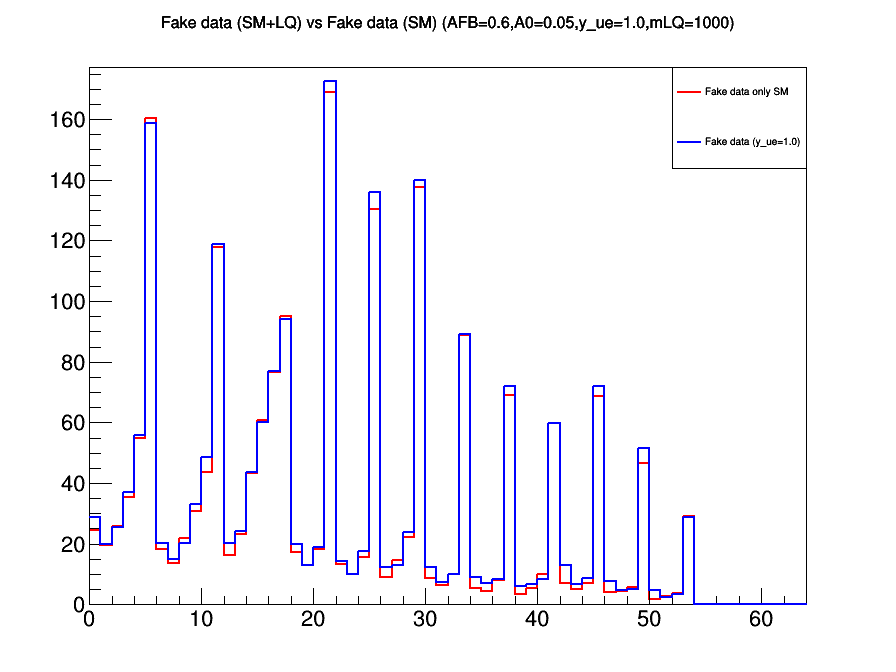 Fake data (SM+LQ) vs Fake data (SM) (AFB=0.6,A0=0.05,y_ue=1.0,mLQ=1000)
Fake data only SM
Fake data (y_ue=1.0)
160
140
120
100
80
60
40
20
0
0 10 20 30 40 50 60